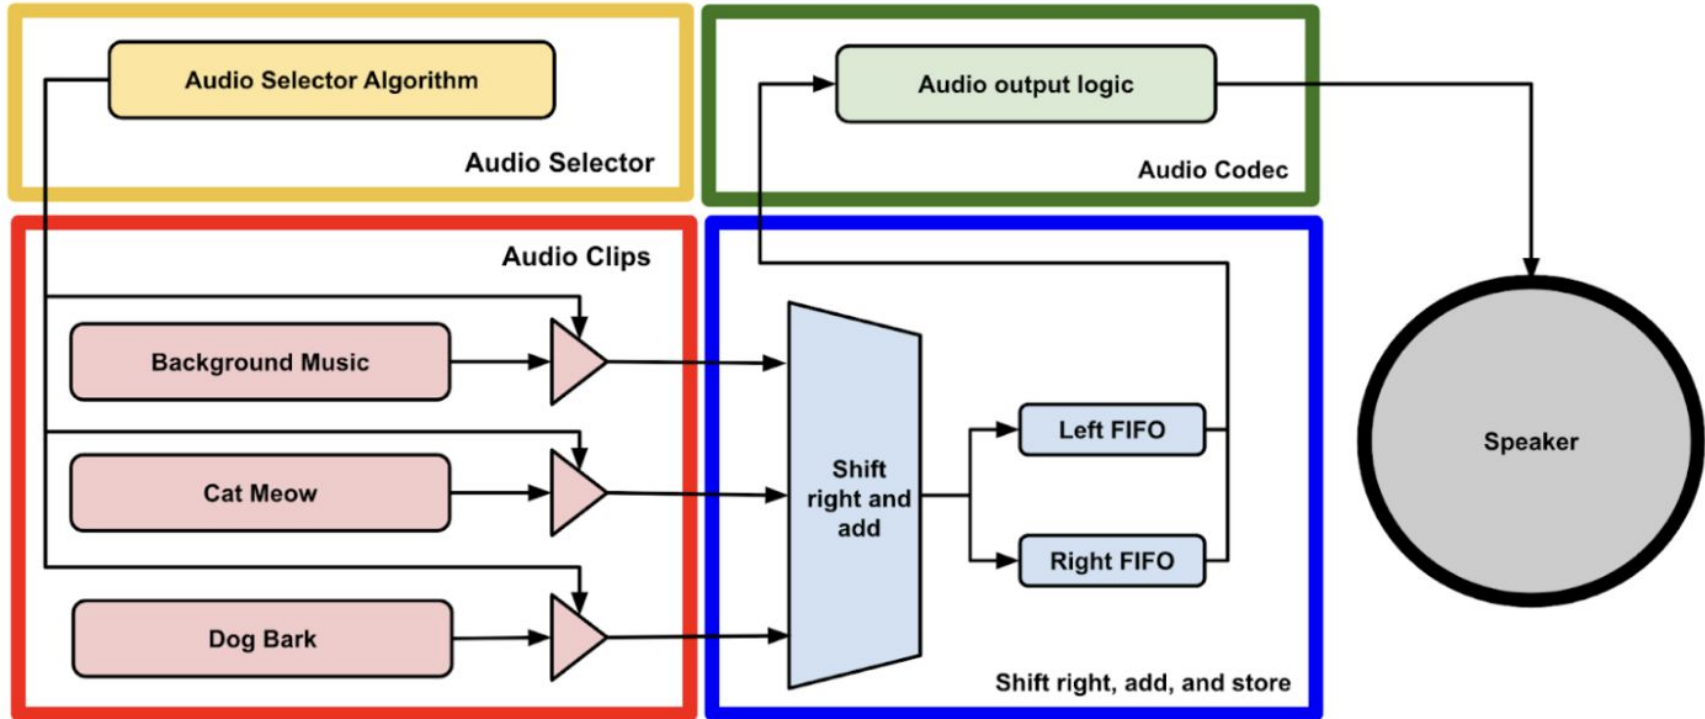 Audio Selector Algorithm
Audio Selector
Audio output logic
Audio Codec
Audio Clips
Background Music
Cat Meow
Dog Bark
Shift
right and
add
Left FIFO
Right FIFO
Shift right, add, and store
Speaker